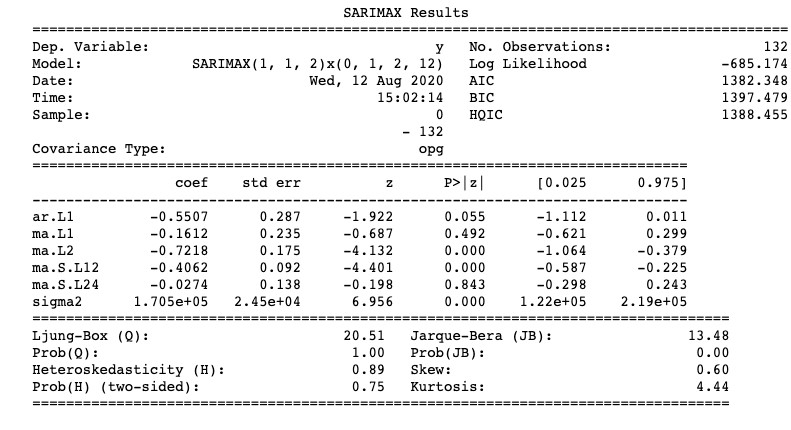 SARIMAX Results
==========================================================================================
Dep. Variable: y No. Observations: 132
Model: SARIMAX(1, 1, 2)x(0, 1, 2, 12) Log Likelihood -685.174
Date: Wed, 12 Aug 2020 AIC 1382.348
Time: 15:02:14 BIC 1397.479
Sample: 0 HQIC 1388.455
- 132
Covariance Type: opg
==============================================================================
coef std err z P>|z| [0.025 0.975]
------------------------------------------------------------------------------
ar.L1 -0.5507 0.287 -1.922 0.055 -1.112 0.011
ma.L1 -0.1612 0.235 -0.687 0.492 -0.621 0.299
ma.L2 -0.7218 0.175 -4.132 0.000 -1.064 -0.379
ma.S.L12 -0.4062 0.092 -4.401 0.000 -0.587 -0.225
ma.S.L24 -0.0274 0.138 -0.198 0.843 -0.298 0.243
sigma2 1.705e+05 2.45e+04 6.956 0.000 1.22e+05 2.19e+05
===================================================================================
Ljung-Box (Q): 20.51 Jarque-Bera (JB): 13.48
Prob(Q): 1.00 Prob(JB): 0.00
Heteroskedasticity (H): 0.89 Skew: 0.60
Prob(H) (two-sided): 0.75 Kurtosis: 4.44
===================================================================================